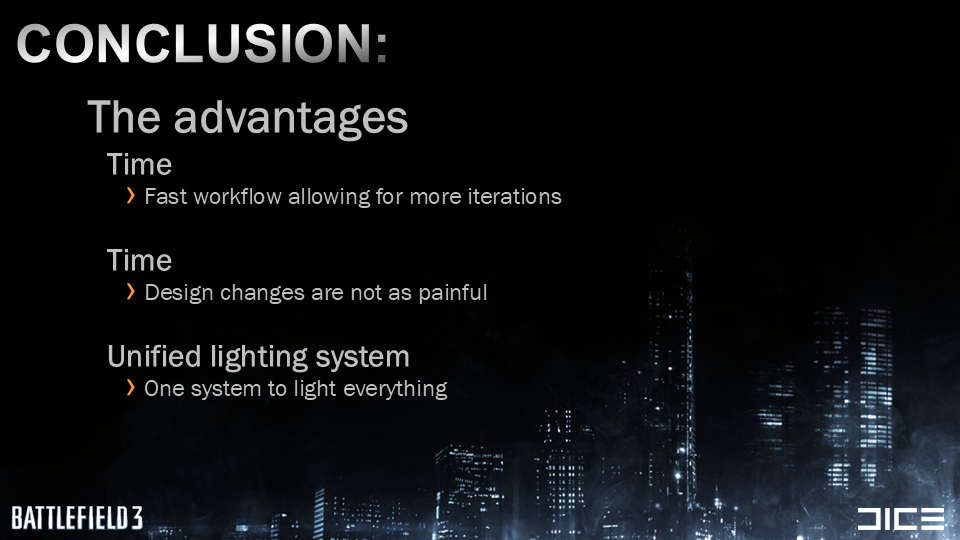 CONCLUSION:
The advantages
Time
› Fast workflow allowing for more iterations
Time
› Design changes are not as painful
Unified lighting system
› One system to light everything
BATTLEFIELD 3
DICE